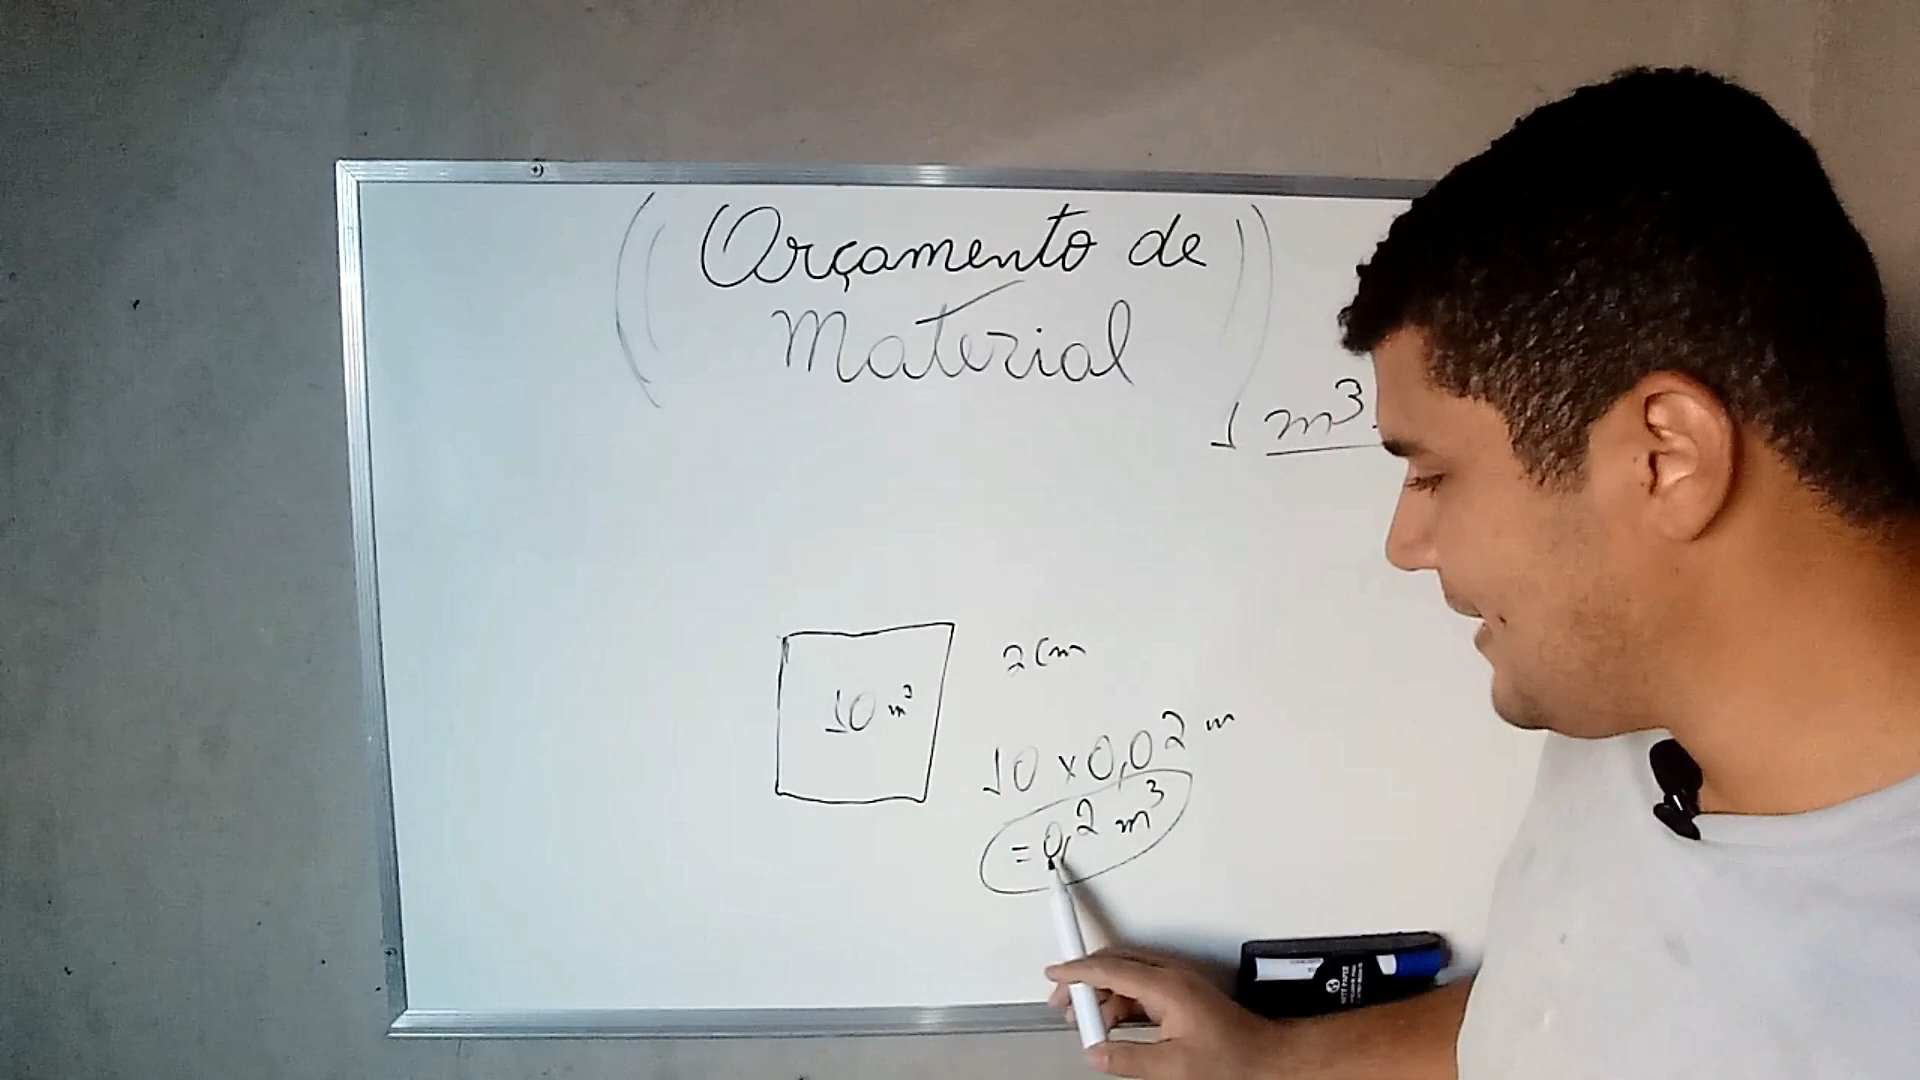 Orçamento de
Material
1 m³
10 m²
2 cm
10 x 0,02 m
= 0,2 m³